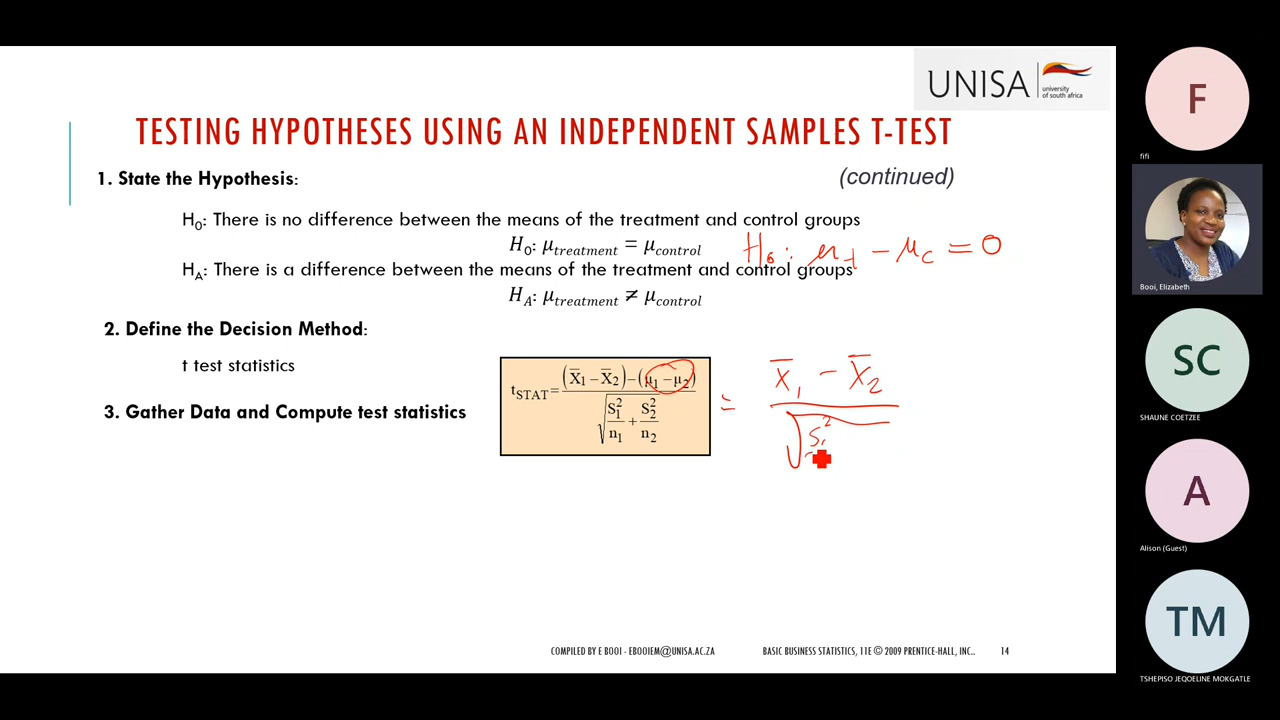 UNISA
university
of south africa
TESTING HYPOTHESES USING AN INDEPENDENT SAMPLES T-TEST
(continued)
1. State the Hypothesis:
H₀: There is no difference between the means of the treatment and control groups
H₀: μtreatment = μcontrol
H₀: μt − μc = 0
HA: There is a difference between the means of the treatment and control groups
HA: μtreatment ≠ μcontrol
2. Define the Decision Method:
t test statistics
tSTAT = (X̄₁ − X̄₂) − (μ₁ − μ₂) / √(S₁²/n₁ + S₂²/n₂)
= X̄₁ − X̄₂ / √S₁²
3. Gather Data and Compute test statistics
COMPILED BY E BOOI - EBOOIEM@UNISA.AC.ZA
BASIC BUSINESS STATISTICS, 11E © 2009 PRENTICE-HALL, INC..
14
F
fifi
Booi, Elizabeth
SC
SHAUNE COETZEE
A
Alison (Guest)
TM
TSHEPISO JEQOELINE MOKGATLE